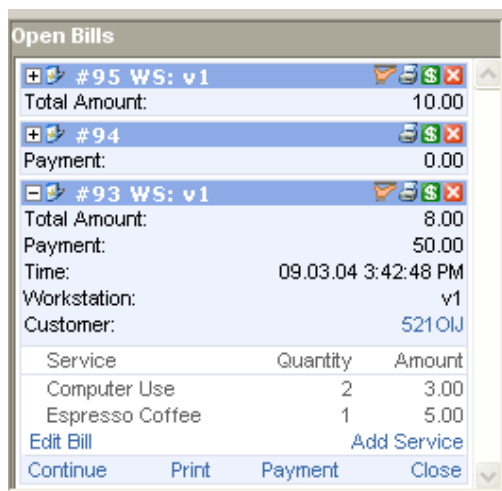 Open Bills
#95 WS: v1
Total Amount: 10.00
#94
Payment: 0.00
#93 WS: v1
Total Amount: 8.00
Payment: 50.00
Time: 09.03.04 3:42:48 PM
Workstation: v1
Customer: 521OIJ
Service Quantity Amount
Computer Use 2 3.00
Espresso Coffee 1 5.00
Edit Bill Add Service
Continue Print Payment Close